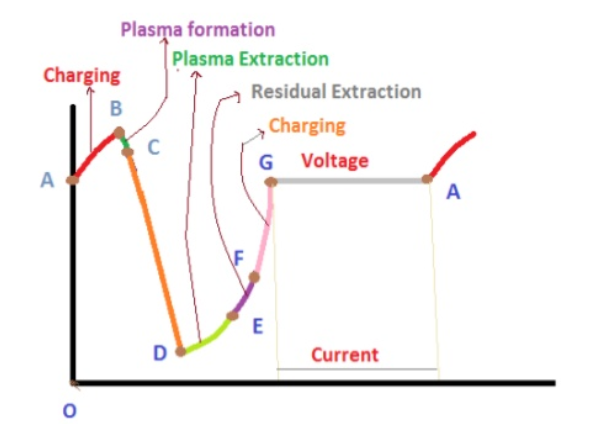 Plasma formation
Plasma Extraction
Charging
Residual Extraction
B
Charging
C
G
Voltage
A
A
F
E
D
Current
O